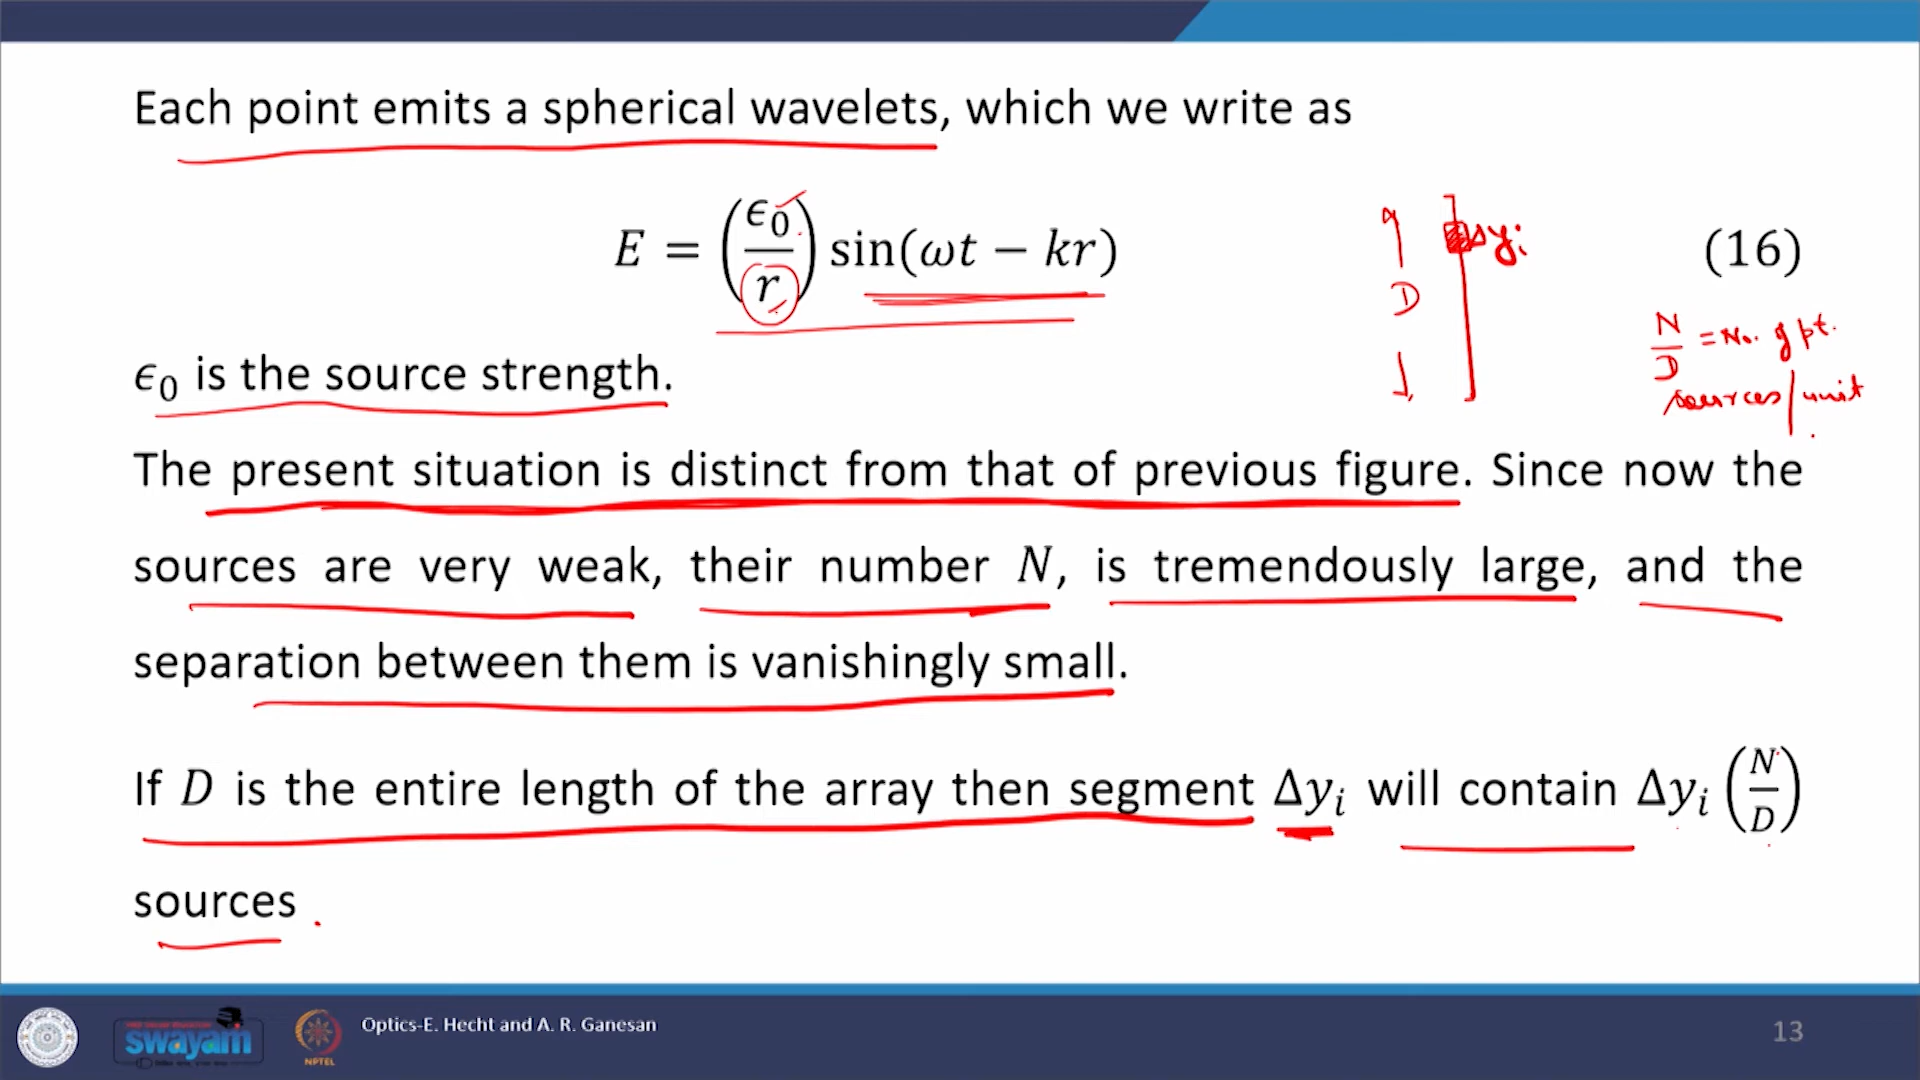 Each point emits a spherical wavelets, which we write as
E = (ϵ₀/r) sin(ωt − kr) (16)
Δyᵢ
D
N/D = No. of pt.
sources/unit
ϵ₀ is the source strength.
The present situation is distinct from that of previous figure. Since now the
sources are very weak, their number N, is tremendously large, and the
separation between them is vanishingly small.
If D is the entire length of the array then segment Δyᵢ will contain Δyᵢ (N/D)
sources
swayam
NPTEL
Optics-E. Hecht and A. R. Ganesan
13